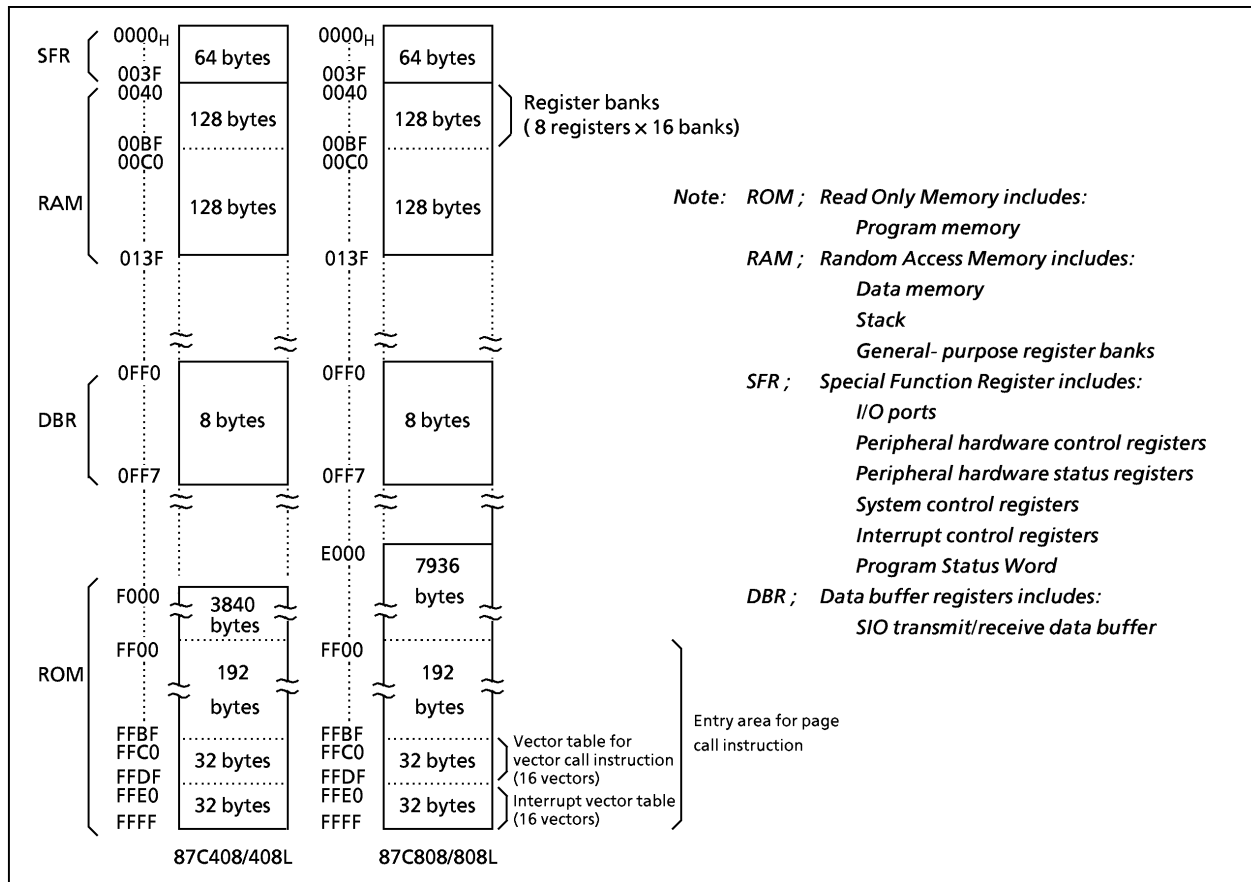 SFR
RAM
DBR
ROM
0000H
003F
0040
00BF
00C0
013F
0FF0
0FF7
F000
FF00
FFBF
FFC0
FFDF
FFE0
FFFF
64 bytes
128 bytes
128 bytes
8 bytes
3840
bytes
192
bytes
32 bytes
32 bytes
87C408/408L
0000H
003F
0040
00BF
00C0
013F
0FF0
0FF7
E000
FF00
FFBF
FFC0
FFDF
FFE0
FFFF
64 bytes
128 bytes
128 bytes
8 bytes
7936
bytes
192
bytes
32 bytes
32 bytes
87C808/808L
Register banks
( 8 registers × 16 banks)
Vector table for
vector call instruction
(16 vectors)
Interrupt vector table
(16 vectors)
Entry area for page
call instruction
Note: ROM ; Read Only Memory includes:
Program memory
RAM ; Random Access Memory includes:
Data memory
Stack
General- purpose register banks
SFR ; Special Function Register includes:
I/O ports
Peripheral hardware control registers
Peripheral hardware status registers
System control registers
Interrupt control registers
Program Status Word
DBR ; Data buffer registers includes:
SIO transmit/receive data buffer